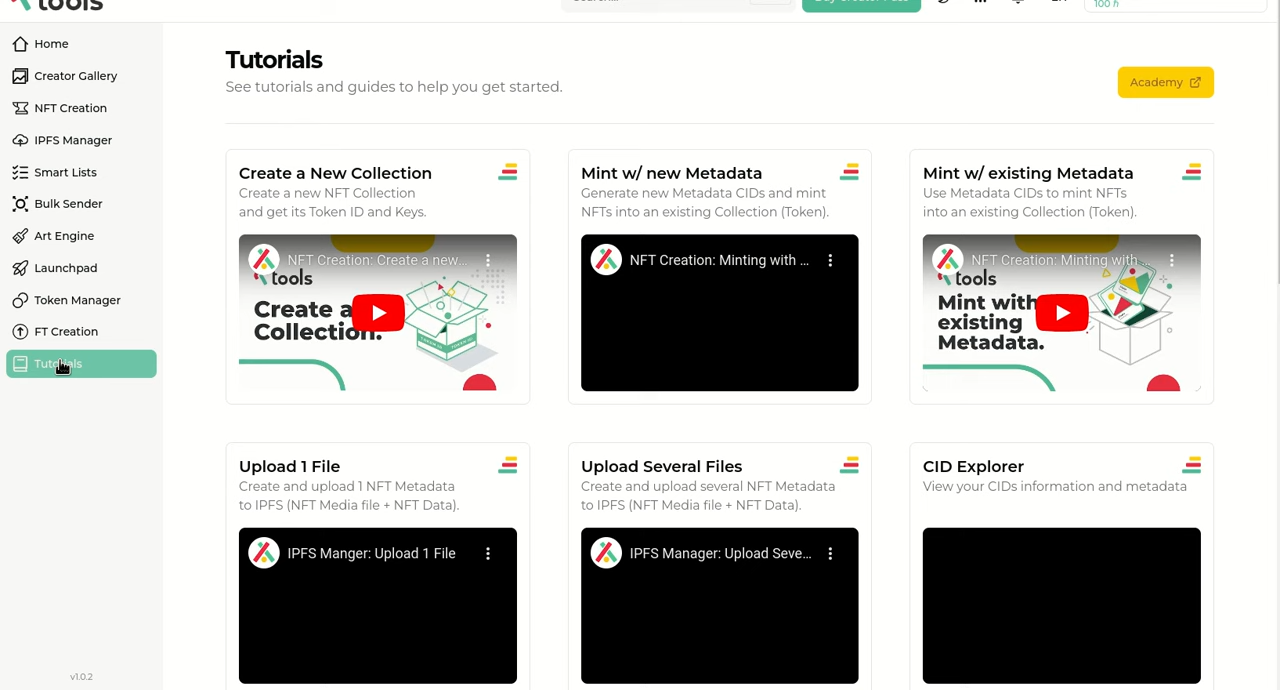 tools
100 ħ
Home
Creator Gallery
NFT Creation
IPFS Manager
Smart Lists
Bulk Sender
Art Engine
Launchpad
Token Manager
FT Creation
Tutorials
v1.0.2
Tutorials
See tutorials and guides to help you get started.
Academy
Create a New Collection
Create a new NFT Collection
and get its Token ID and Keys.
NFT Creation: Create a new...
tools
Create a
Collection.
Mint w/ new Metadata
Generate new Metadata CIDs and mint
NFTs into an existing Collection (Token).
NFT Creation: Minting with ...
Mint w/ existing Metadata
Use Metadata CIDs to mint NFTs
into an existing Collection (Token).
NFT Creation: Minting with ...
tools
Mint with
existing
Metadata.
Upload 1 File
Create and upload 1 NFT Metadata
to IPFS (NFT Media file + NFT Data).
IPFS Manger: Upload 1 File
Upload Several Files
Create and upload several NFT Metadata
to IPFS (NFT Media file + NFT Data).
IPFS Manager: Upload Seve...
CID Explorer
View your CIDs information and metadata